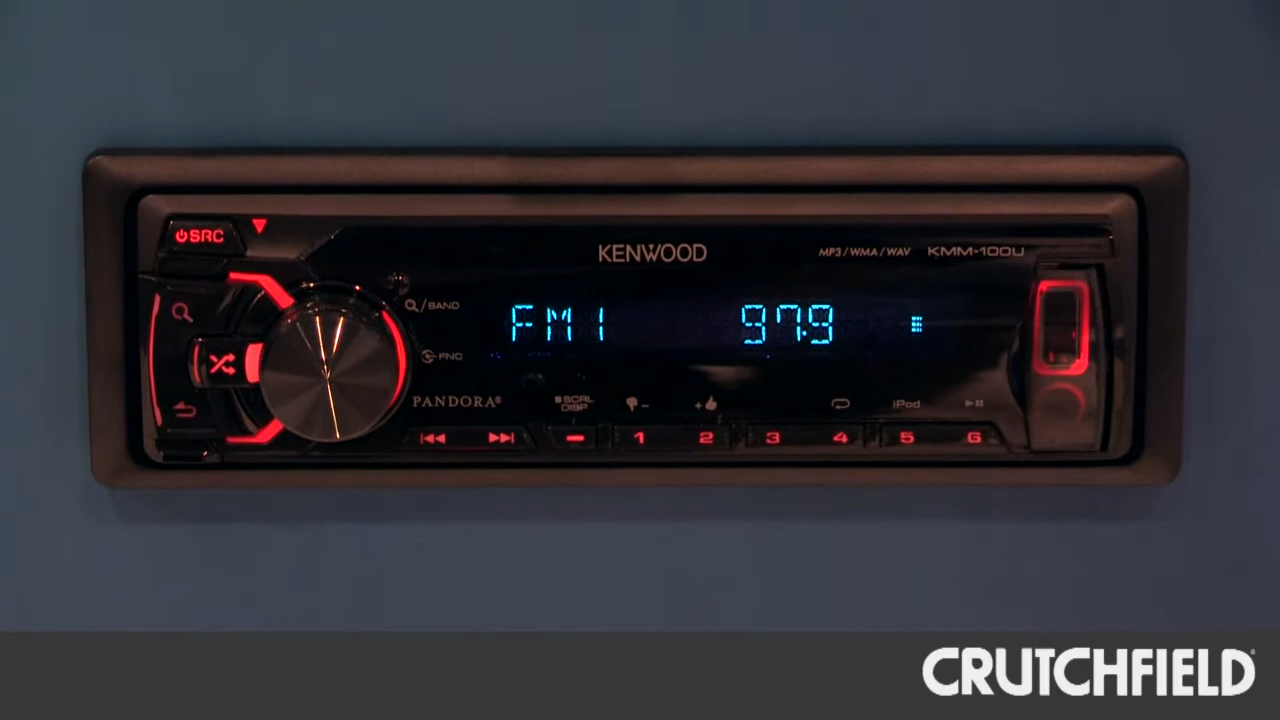 SRC
KENWOOD
MP3/WMA/WAV KMM-100U
/BAND
FM1 97.9
FNC
PANDORA®
SCRL
DISP
- + iPod
1 2 3 4 5 6
CRUTCHFIELD